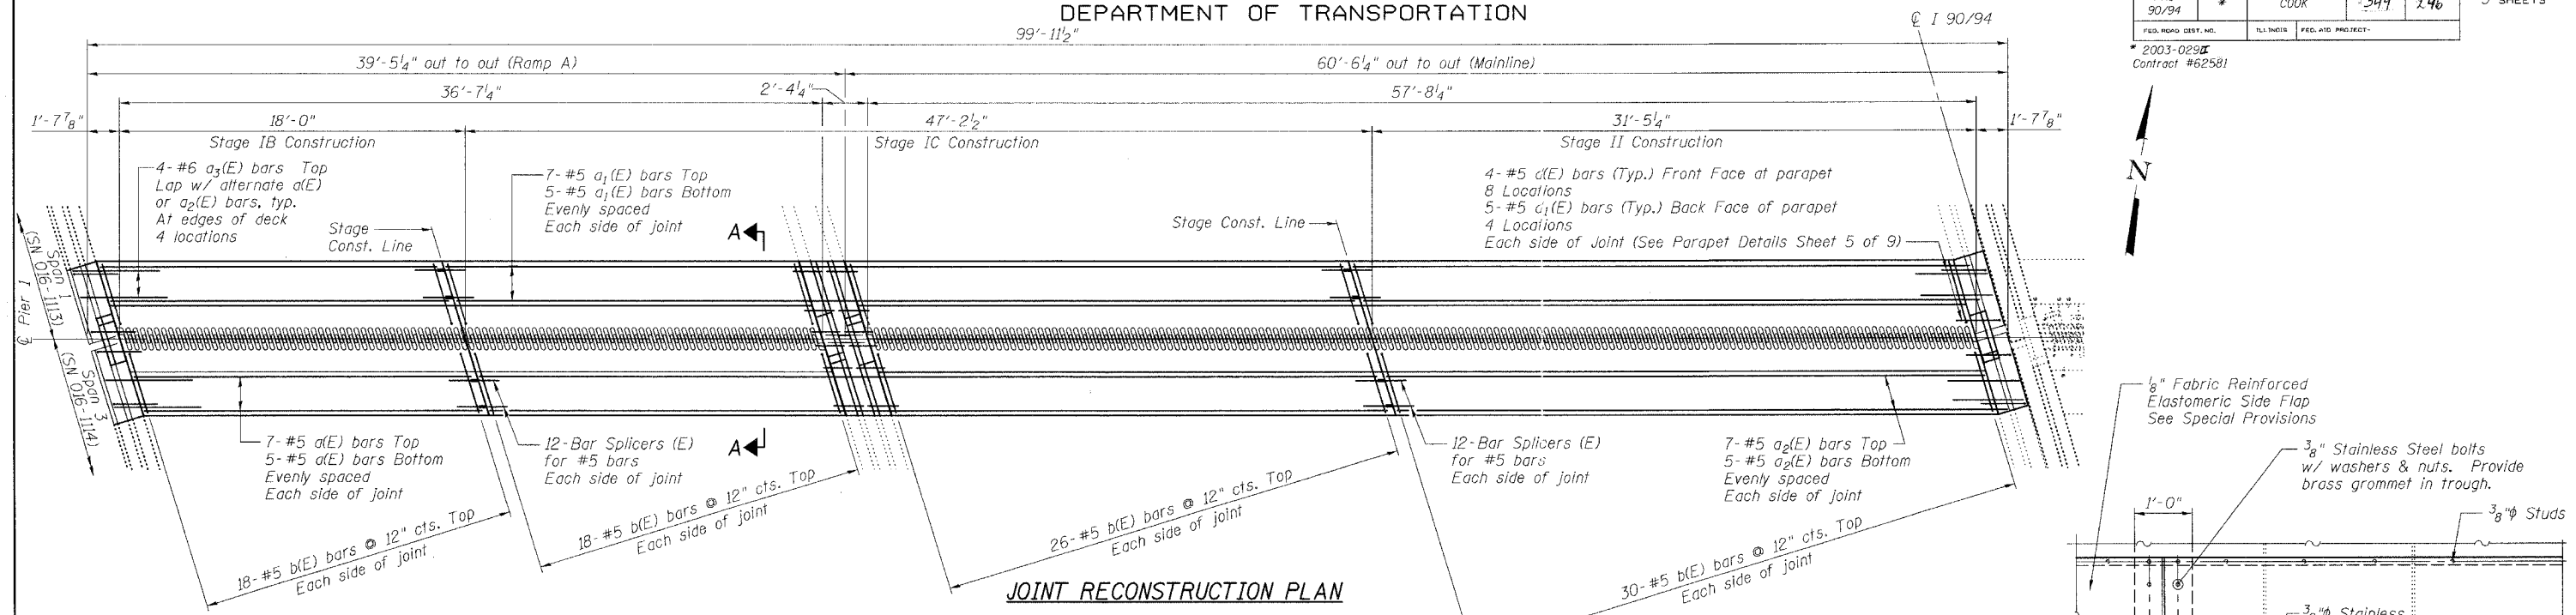 DEPARTMENT OF TRANSPORTATION
90/94 * COOK 349 246 SHEETS
FED. ROAD DIST. NO. ILLINOIS FED. AID PROJECT-
* 2003-029I
Contract #62581
℄ I 90/94
99'-11½"
39'-5¼" out to out (Ramp A)
60'-6¼" out to out (Mainline)
36'-7¼"
2'-4¼"
57'-8¼"
1'-7⅞"
18'-0"
47'-2½"
31'-5¼"
1'-7⅞"
Stage IB Construction
Stage IC Construction
Stage II Construction
N
4-#6 a3(E) bars Top
Lap w/ alternate a(E)
or a2(E) bars, typ.
At edges of deck
4 locations
Stage
Const. Line
7-#5 a1(E) bars Top
5-#5 a1(E) bars Bottom
Evenly spaced
Each side of joint
A
Stage Const. Line
4-#5 d(E) bars (Typ.) Front Face at parapet
8 Locations
5-#5 d1(E) bars (Typ.) Back Face of parapet
4 Locations
Each side of Joint (See Parapet Details Sheet 5 of 9)
℄ Pier 1
Span 1
(SN 016-1113)
Span 3
(SN 016-1114)
7-#5 a(E) bars Top
5-#5 a(E) bars Bottom
Evenly spaced
Each side of joint
12-Bar Splicers (E)
for #5 bars
Each side of joint
A
12-Bar Splicers (E)
for #5 bars
Each side of joint
7-#5 a2(E) bars Top
5-#5 a2(E) bars Bottom
Evenly spaced
Each side of joint
18-#5 b(E) bars @ 12" cts. Top
Each side of joint
18-#5 b(E) bars @ 12" cts. Top
Each side of joint
26-#5 b(E) bars @ 12" cts. Top
Each side of joint
30-#5 b(E) bars @ 12" cts. Top
Each side of joint
JOINT RECONSTRUCTION PLAN
⅛" Fabric Reinforced
Elastomeric Side Flap
See Special Provisions
⅜" Stainless Steel bolts
w/ washers & nuts. Provide
brass grommet in trough.
1'-0"
⅜"ϕ Studs
⅜"ϕ Stainless